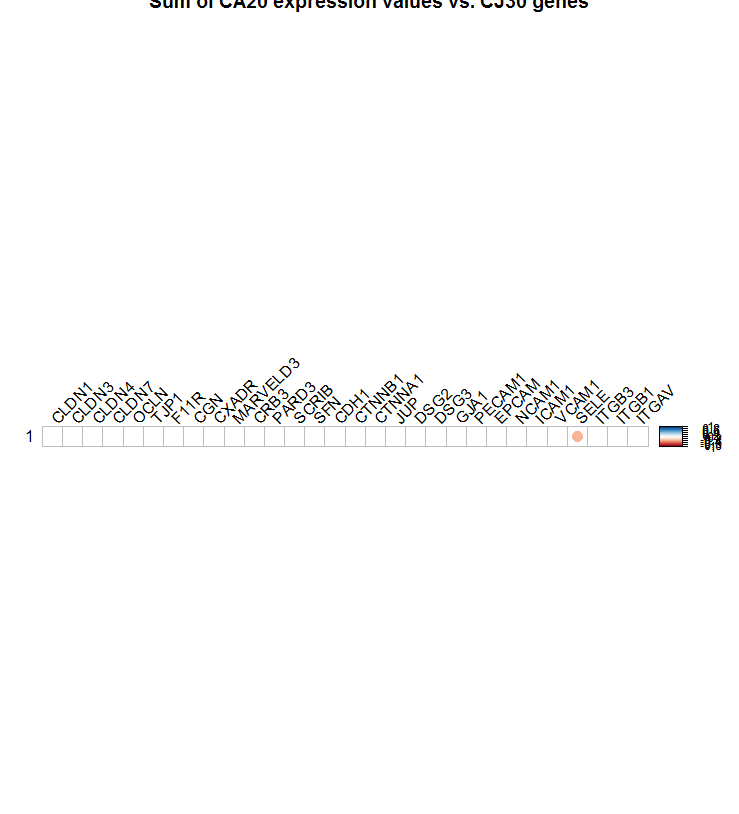 Sum of CA20 expression values vs. CJ30 genes
CLDN1
CLDN3
CLDN4
CLDN7
OCLN
TJP1
F11R
CGN
CXADR
MARVELD3
CRB3
PARD3
SCRIB
SFN
CDH1
CTNNB1
CTNNA1
JUP
DSG2
DSG3
GJA1
PECAM1
EPCAM
NCAM1
ICAM1
VCAM1
SELE
ITGB3
ITGB1
ITGAV
1